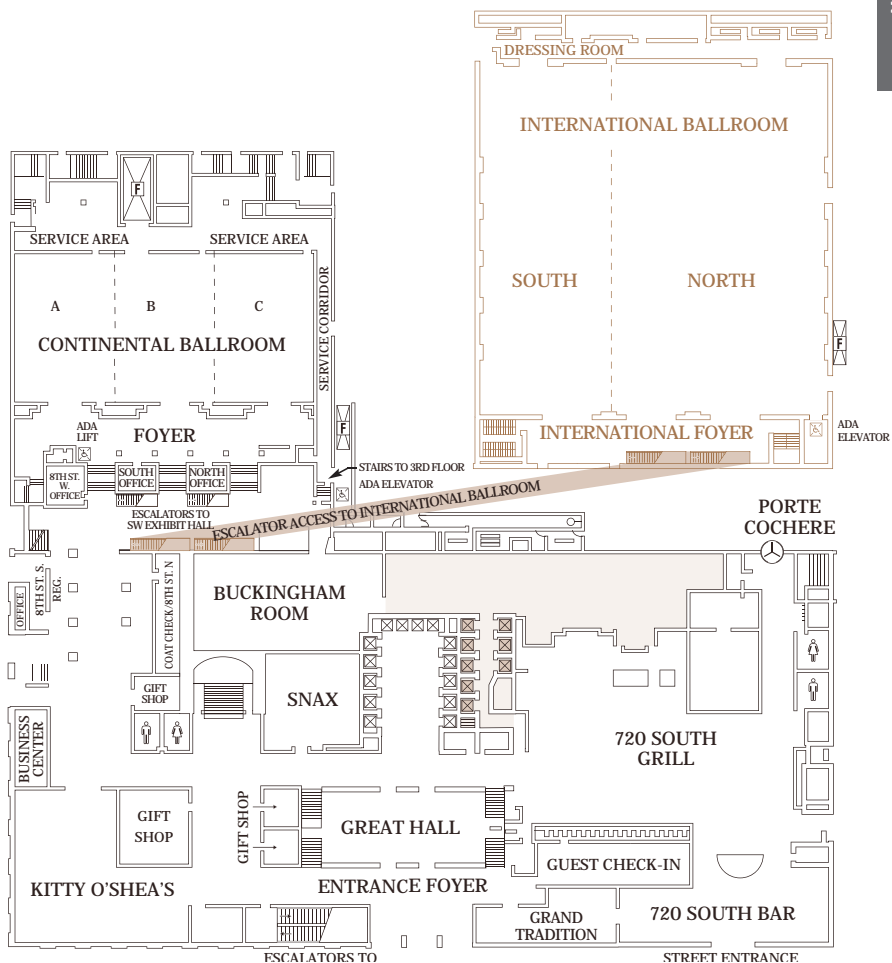 DRESSING ROOM
INTERNATIONAL BALLROOM
SOUTH
NORTH
F
INTERNATIONAL FOYER
ADA
ELEVATOR
F
SERVICE AREA
SERVICE AREA
A
B
C
CONTINENTAL BALLROOM
SERVICE CORRIDOR
F
ADA
LIFT
FOYER
8TH ST.
W.
OFFICE
SOUTH
OFFICE
NORTH
OFFICE
STAIRS TO 3RD FLOOR
ADA ELEVATOR
ESCALATORS TO
SW EXHIBIT HALL
ESCALATOR ACCESS TO INTERNATIONAL BALLROOM
PORTE
COCHERE
OFFICE
8TH ST. S.
REG.
COAT CHECK/8TH ST. N
BUCKINGHAM
ROOM
GIFT
SHOP
SNAX
BUSINESS
CENTER
720 SOUTH
GRILL
GIFT
SHOP
GIFT SHOP
GREAT HALL
GUEST CHECK-IN
KITTY O'SHEA'S
ENTRANCE FOYER
GRAND
TRADITION
720 SOUTH BAR
ESCALATORS TO
STREET ENTRANCE